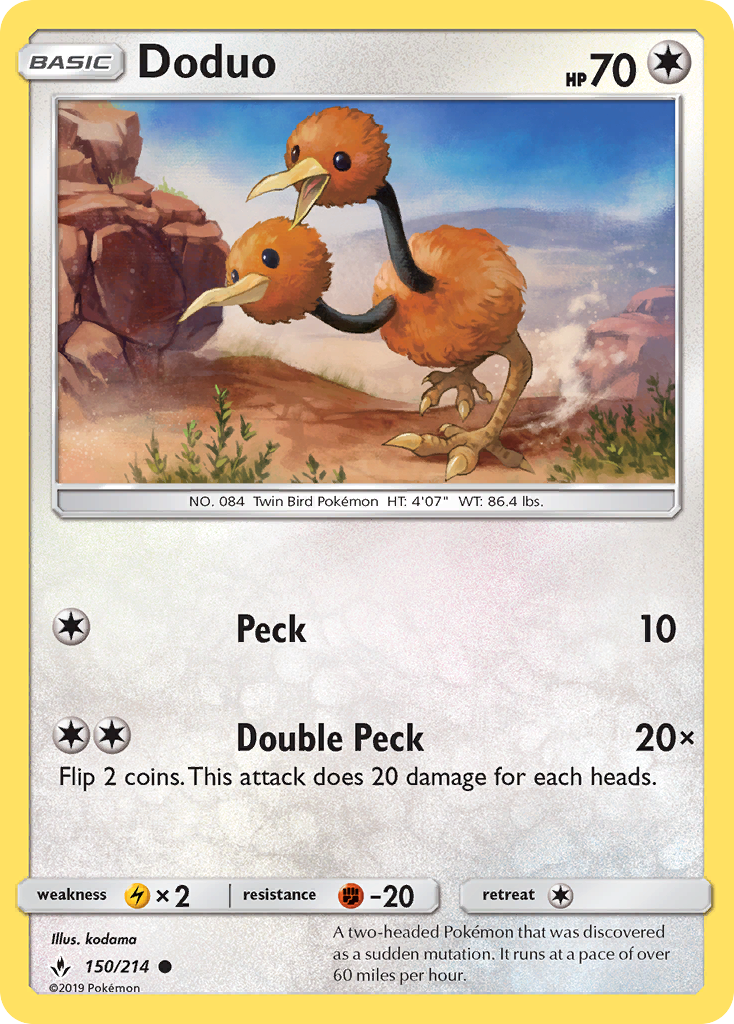 BASIC Doduo HP 70
NO. 084 Twin Bird Pokémon HT: 4'07" WT: 86.4 lbs.
Peck 10
Double Peck 20×
Flip 2 coins. This attack does 20 damage for each heads.
weakness × 2 resistance -20 retreat
Illus. kodama
150/214
©2019 Pokémon
A two-headed Pokémon that was discovered
as a sudden mutation. It runs at a pace of over
60 miles per hour.